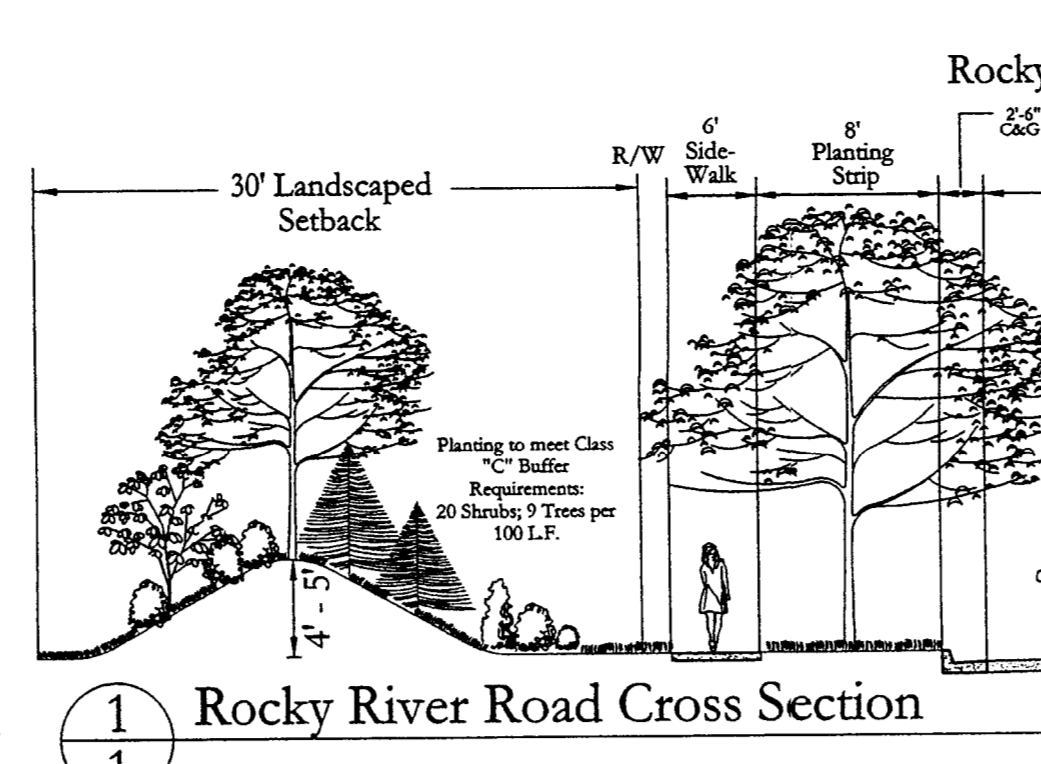 Rocky
2'-6"
C&G
6'
Side-
Walk
8'
Planting
Strip
R/W
30' Landscaped
Setback
Planting to meet Class
"C" Buffer
Requirements:
20 Shrubs; 9 Trees per
100 L.F.
4' - 5'
1
Rocky River Road Cross Section
1